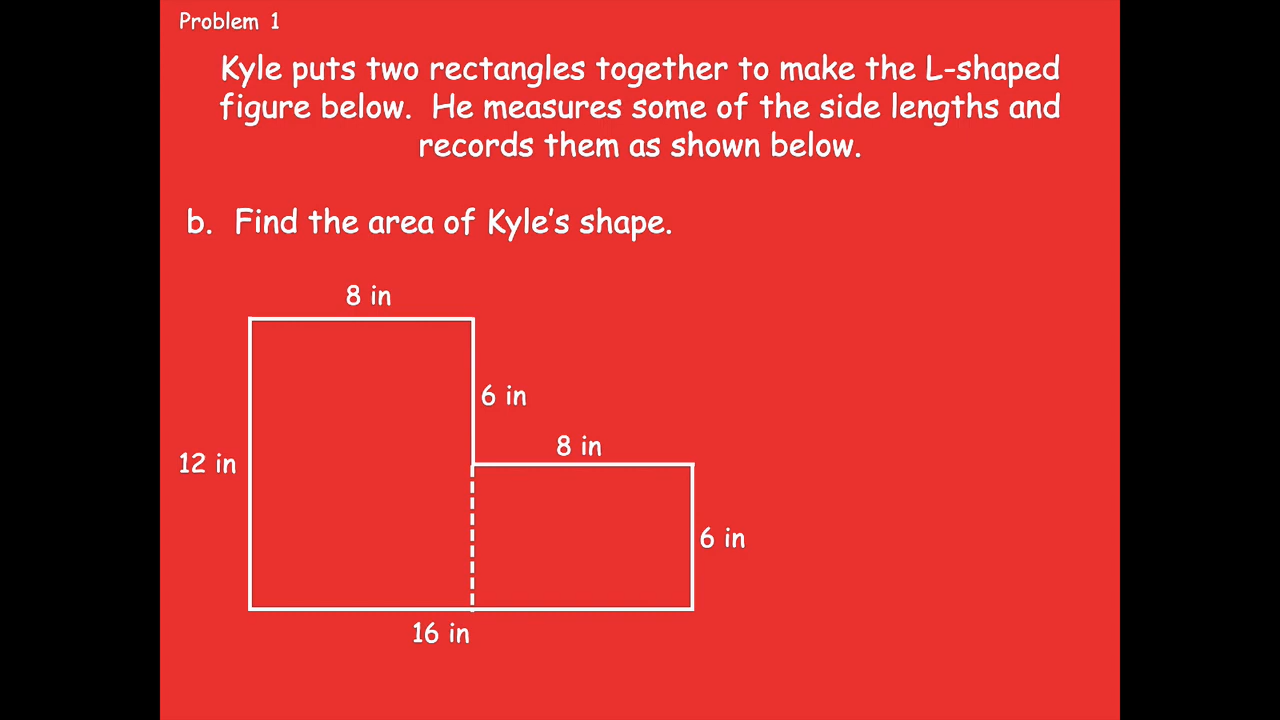 Problem 1
Kyle puts two rectangles together to make the L-shaped
figure below. He measures some of the side lengths and
records them as shown below.
b. Find the area of Kyle's shape.
8 in
6 in
8 in
12 in
6 in
16 in